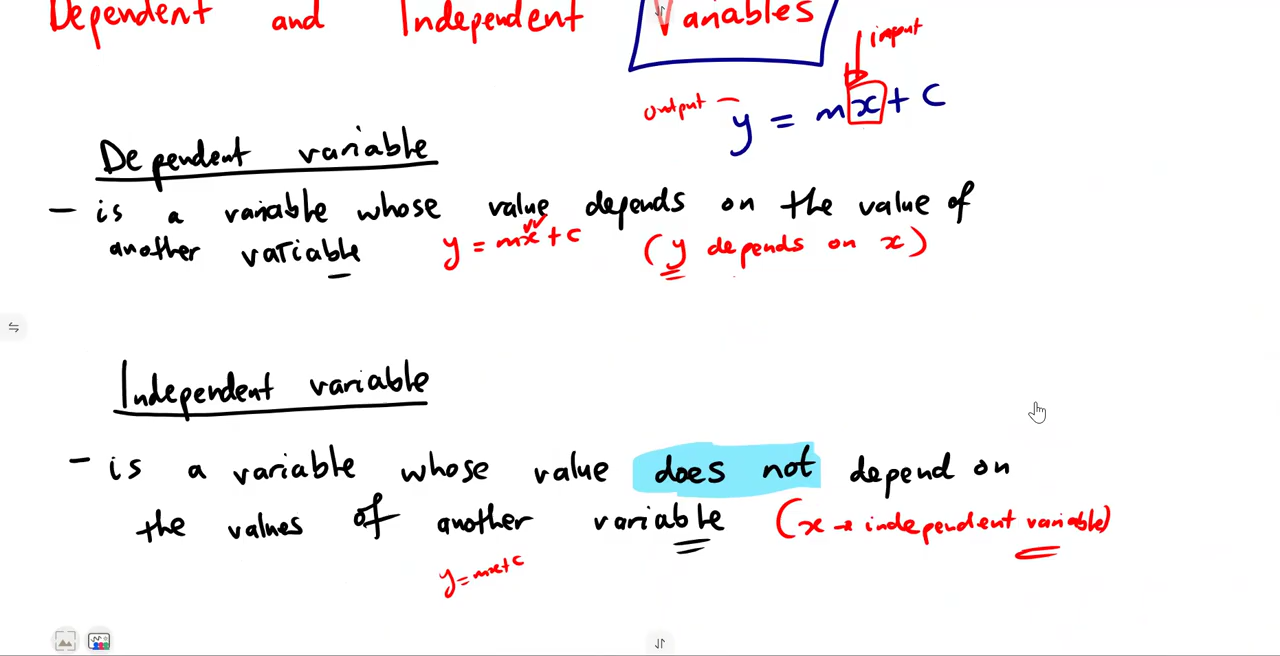 Dependent and Independent Variables
input
output
y = mx + c
Dependent variable
- is a variable whose value depends on the value of
another variable y = mx + c (y depends on x)
Independent variable
- is a variable whose value does not depend on
the values of another variable (x → independent variable)
y = mx + c